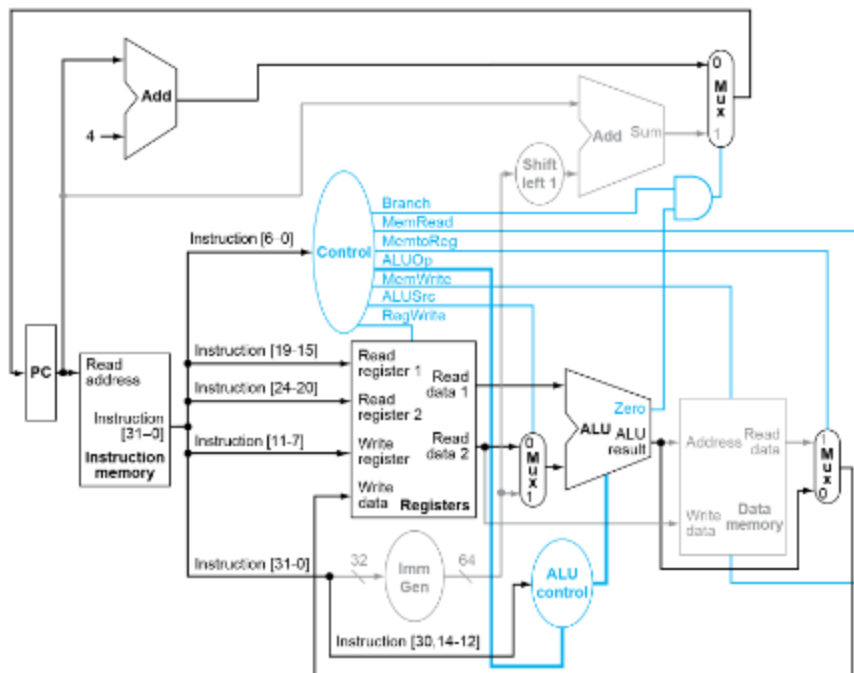 0
Mux
1
Add
4
Add Sum
Shift
left 1
Branch
MemRead
MemtoReg
ALUOp
MemWrite
ALUSrc
RegWrite
Control
Instruction [6-0]
PC
Read
address
Instruction
[31–0]
Instruction
memory
Instruction [19-15]
Instruction [24-20]
Instruction [11-7]
Instruction [31-0]
Read
register 1
Read
data 1
Read
register 2
Write
register
Read
data 2
Write
data
Registers
0
Mux
1
Zero
ALU
ALU
result
Address
Read
data
Write
data
Data
memory
1
Mux
0
32
Imm
Gen
64
ALU
control
Instruction [30,14-12]